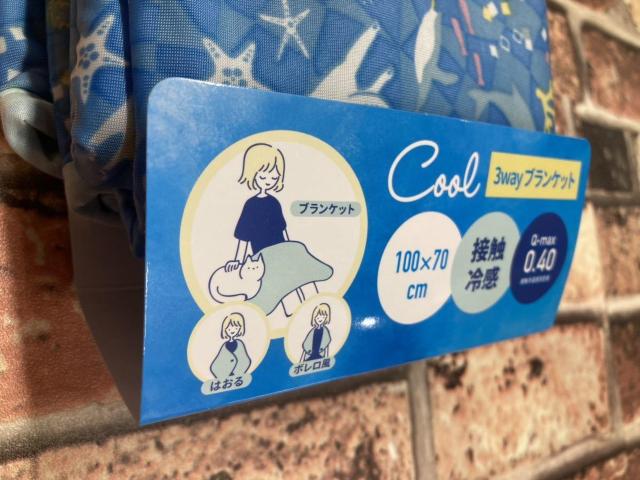 Cool
3wayブランケット
ブランケット
100×70
cm
接触
冷感
Q-max
0.40
はおる
ボレロ風